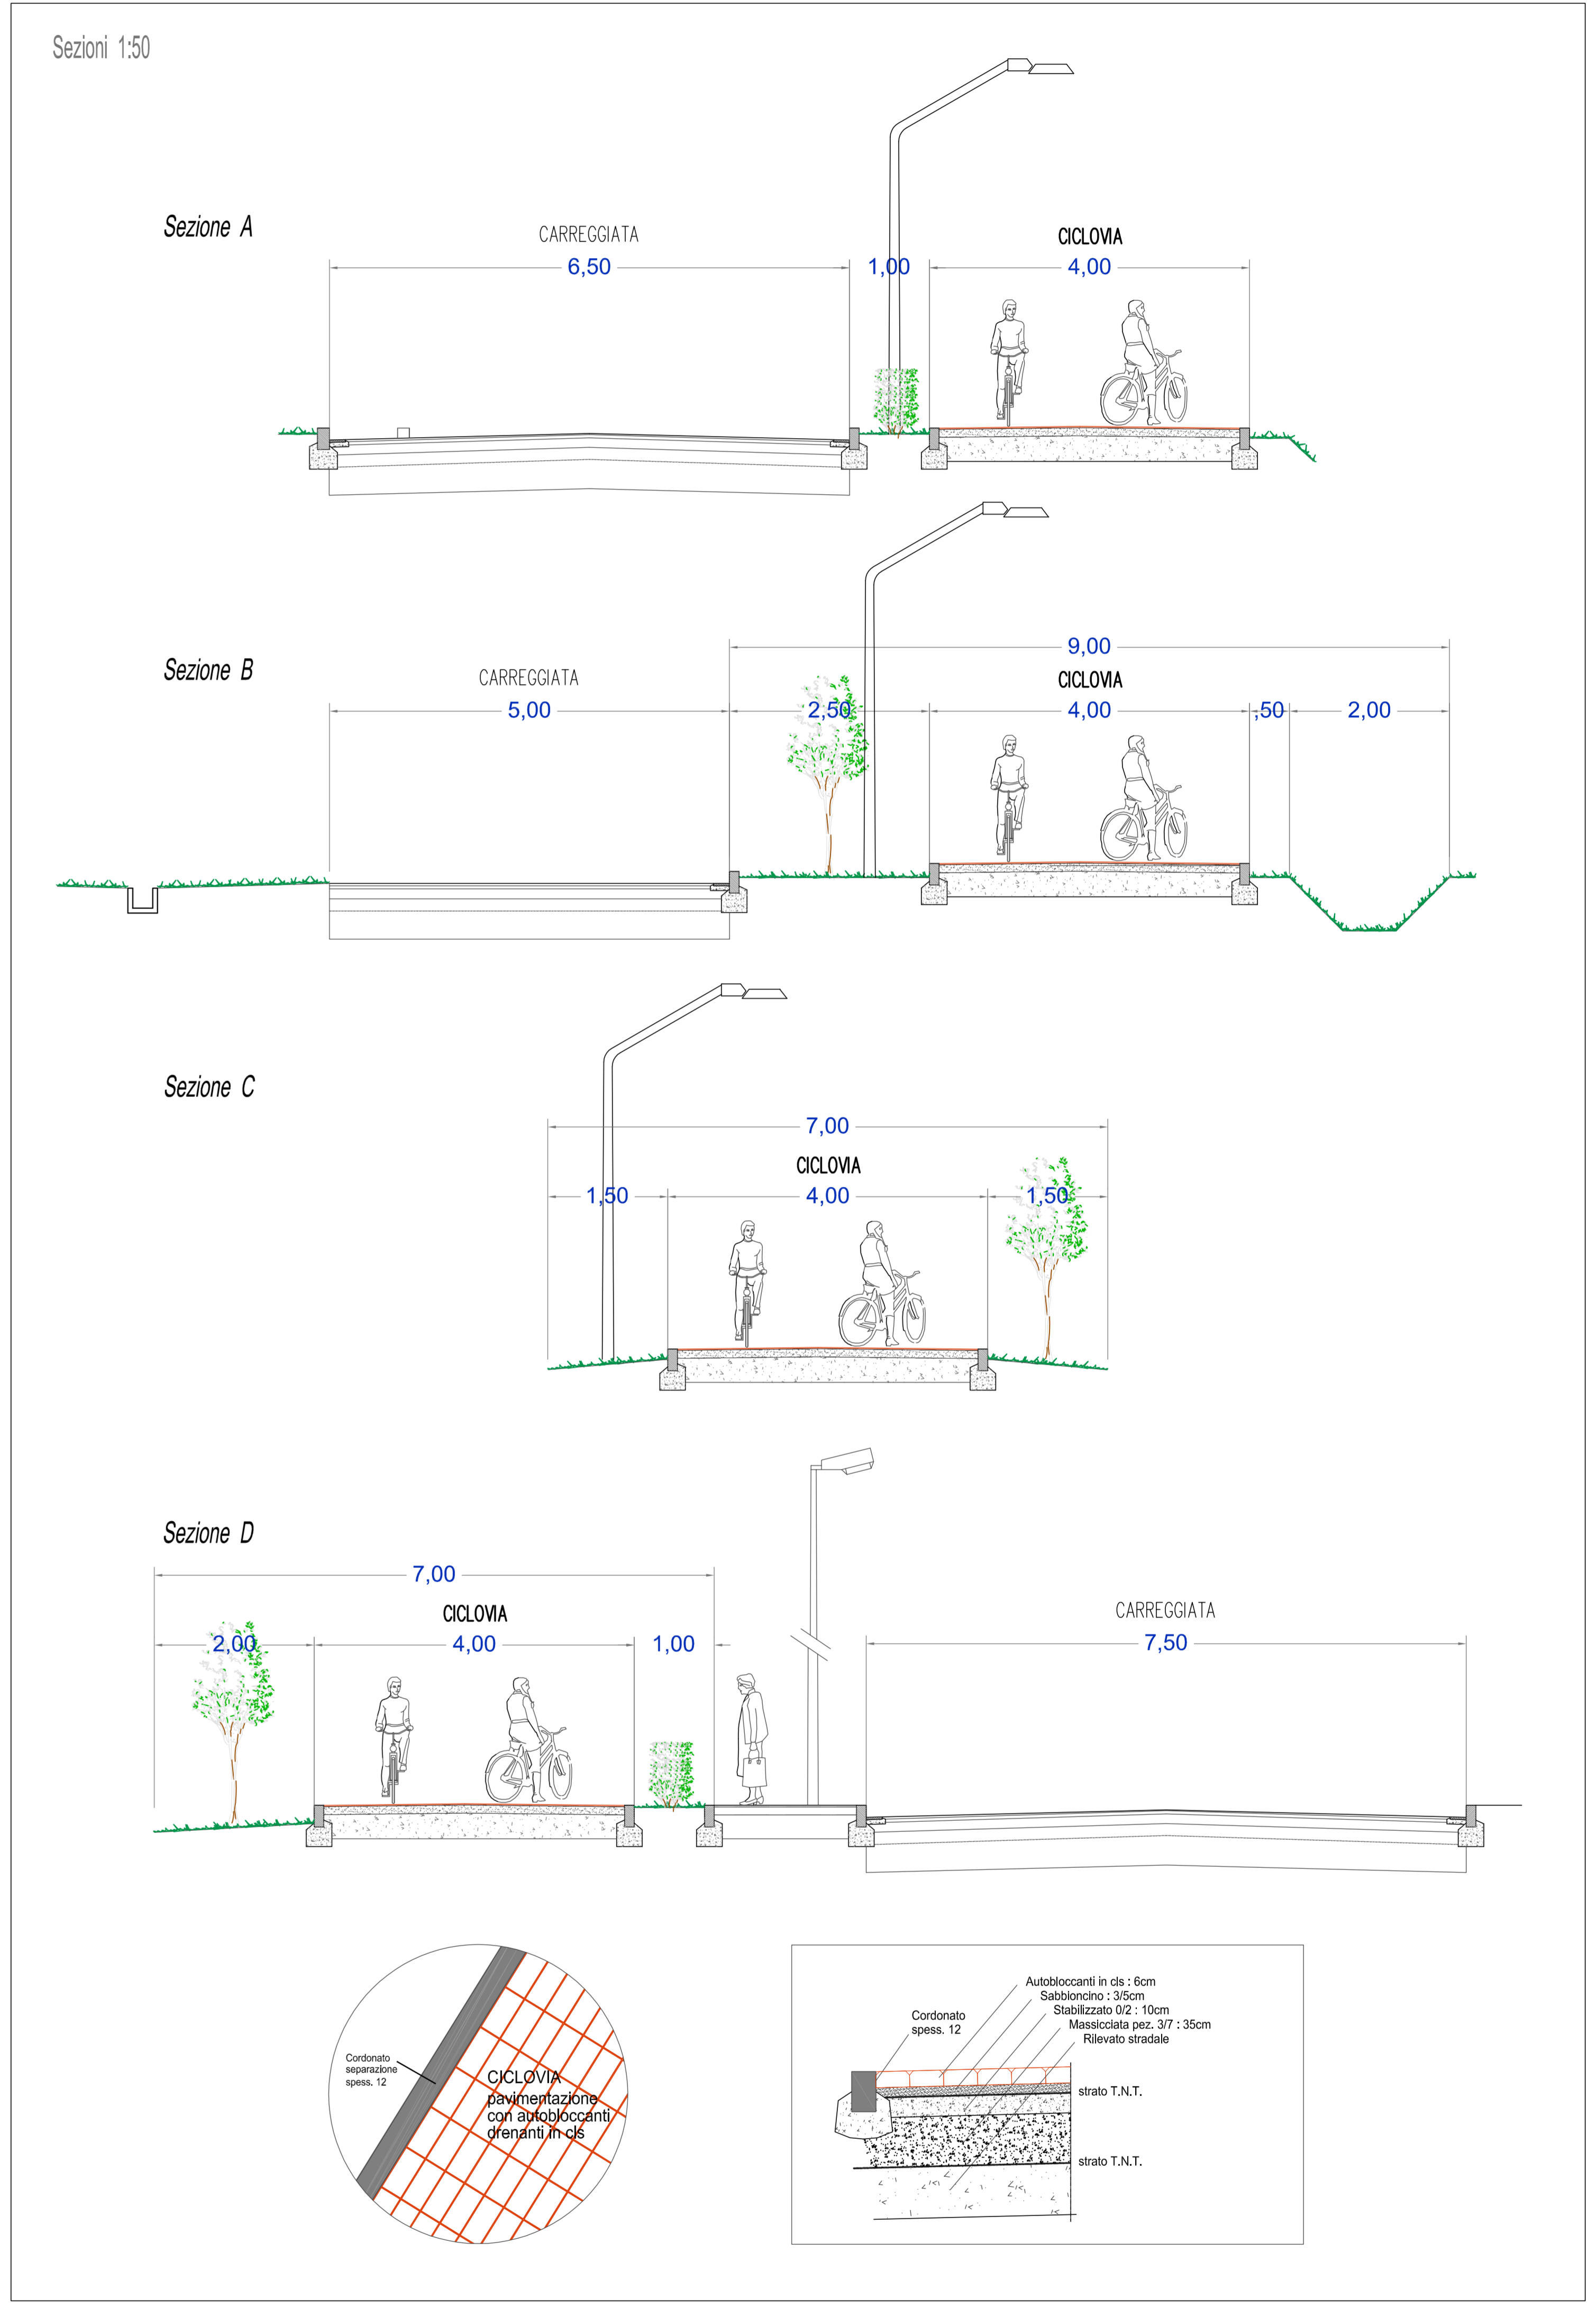 Sezioni 1:50
Sezione A
CARREGGIATA
CICLOVIA
6,50
1,00
4,00
Sezione B
9,00
CARREGGIATA
CICLOVIA
5,00
2,50
4,00
,50
2,00
Sezione C
7,00
CICLOVIA
1,50
4,00
1,50
Sezione D
7,00
CICLOVIA
CARREGGIATA
2,00
4,00
1,00
7,50
Cordonato
separazione
spess. 12
CICLOVIA
pavimentazione
con autobloccanti
drenanti in cls
Autobloccanti in cls : 6cm
Sabbioncino : 3/5cm
Stabilizzato 0/2 : 10cm
Massicciata pez. 3/7 : 35cm
Rilevato stradale
Cordonato
spess. 12
strato T.N.T.
strato T.N.T.